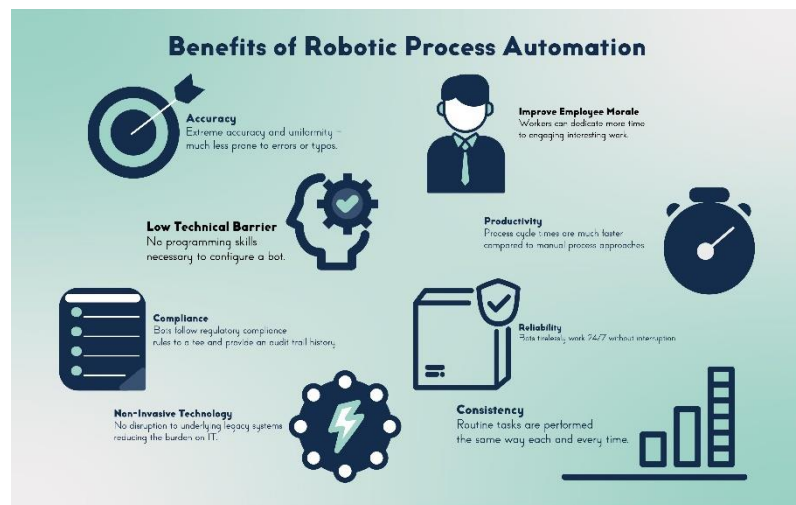 Benefits of Robotic Process Automation
Accuracy
Extreme accuracy and uniformity –
much less prone to errors or typos.
Improve Employee Morale
Workers can dedicate more time
to engaging interesting work.
Low Technical Barrier
No programming skills
necessary to configure a bot.
Productivity
Process cycle times are much faster
compared to manual process approaches.
Compliance
Bots follow regulatory compliance
rules to a tee and provide an audit trail history
Reliability
Bots tirelessly work 24/7 without interruption
Non-Invasive Technology
No disruption to underlying legacy systems
reducing the burden on IT.
Consistency
Routine tasks are performed
the same way each and every time.